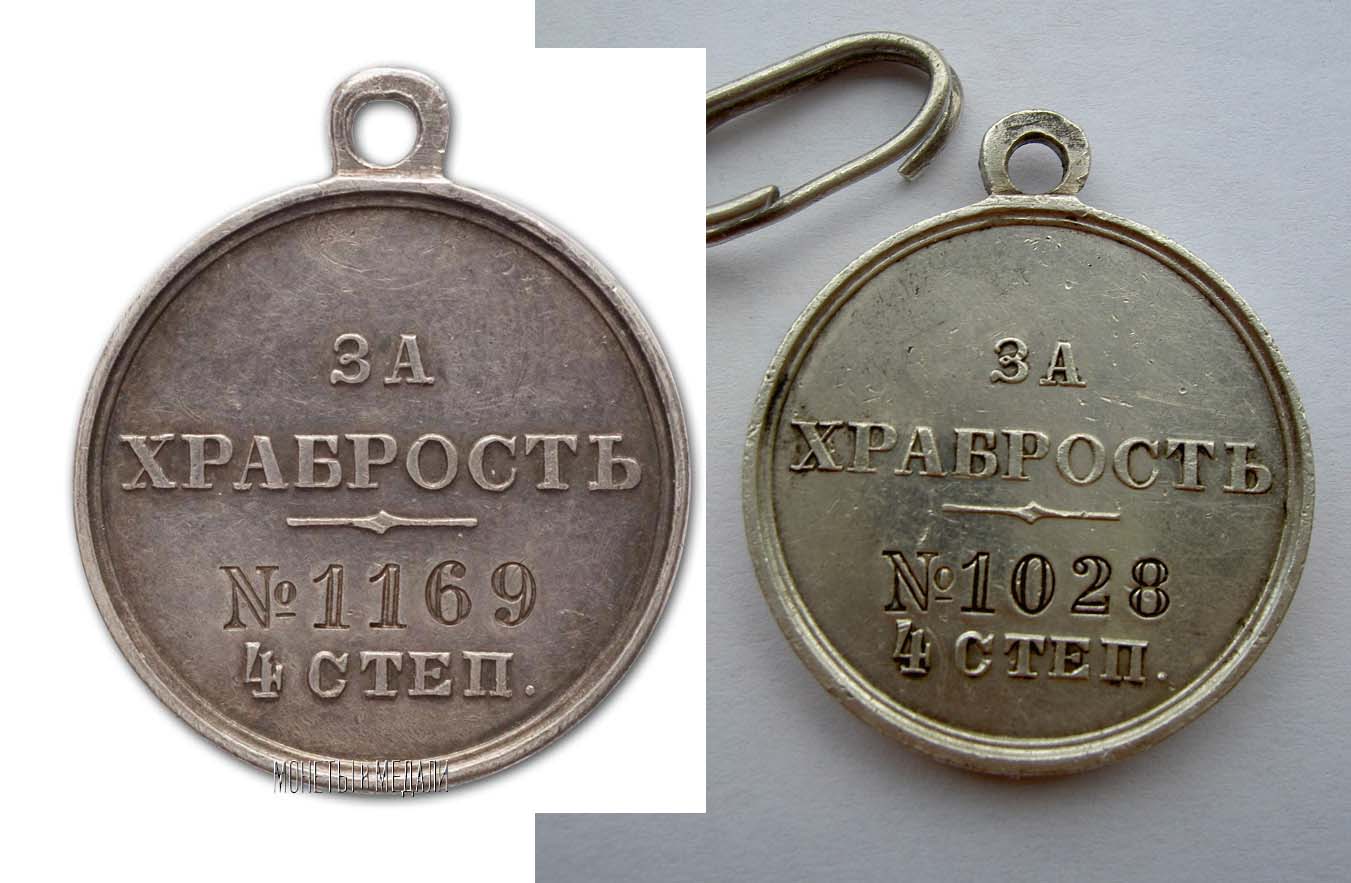 ЗА
ХРАБРОСТЬ
№1169
4 СТЕП.
МОНЕТЫ И МЕДАЛИ
ЗА
ХРАБРОСТЬ
№1028
4 СТЕП.